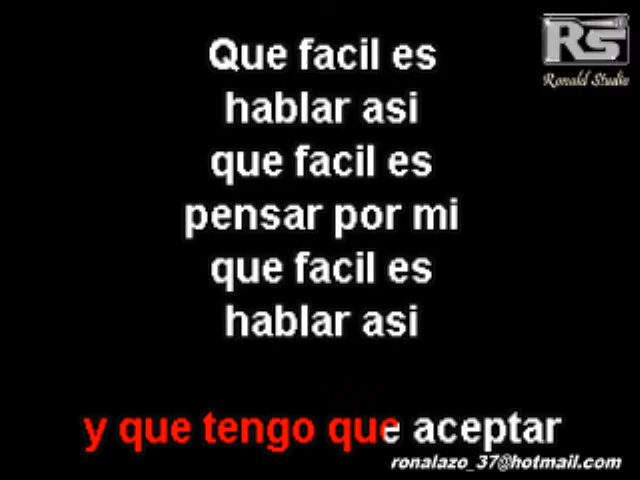 Que facil es
hablar asi
que facil es
pensar por mi
que facil es
hablar asi
y que tengo que aceptar
RS
Ronald Studio
ronalazo_37@hotmail.com